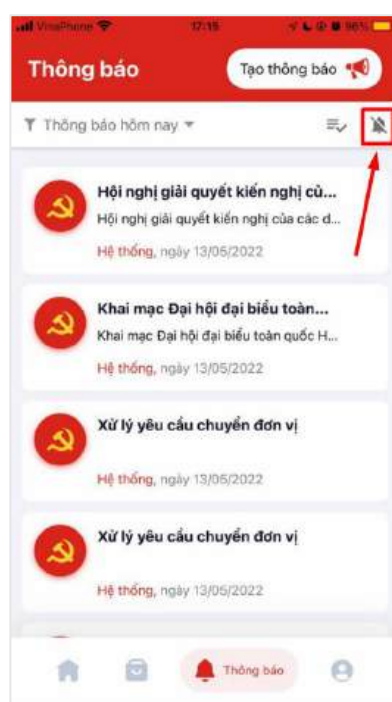 VinaPhone 17:15 96%
Thông báo
Tạo thông báo
Thông báo hôm nay
Hội nghị giải quyết kiến nghị củ...
Hội nghị giải quyết kiến nghị của các d...
Hệ thống, ngày 13/05/2022
Khai mạc Đại hội đại biểu toàn...
Khai mạc Đại hội đại biểu toàn quốc H...
Hệ thống, ngày 13/05/2022
Xử lý yêu cầu chuyển đơn vị
Hệ thống, ngày 13/05/2022
Xử lý yêu cầu chuyển đơn vị
Hệ thống, ngày 13/05/2022
Thông báo